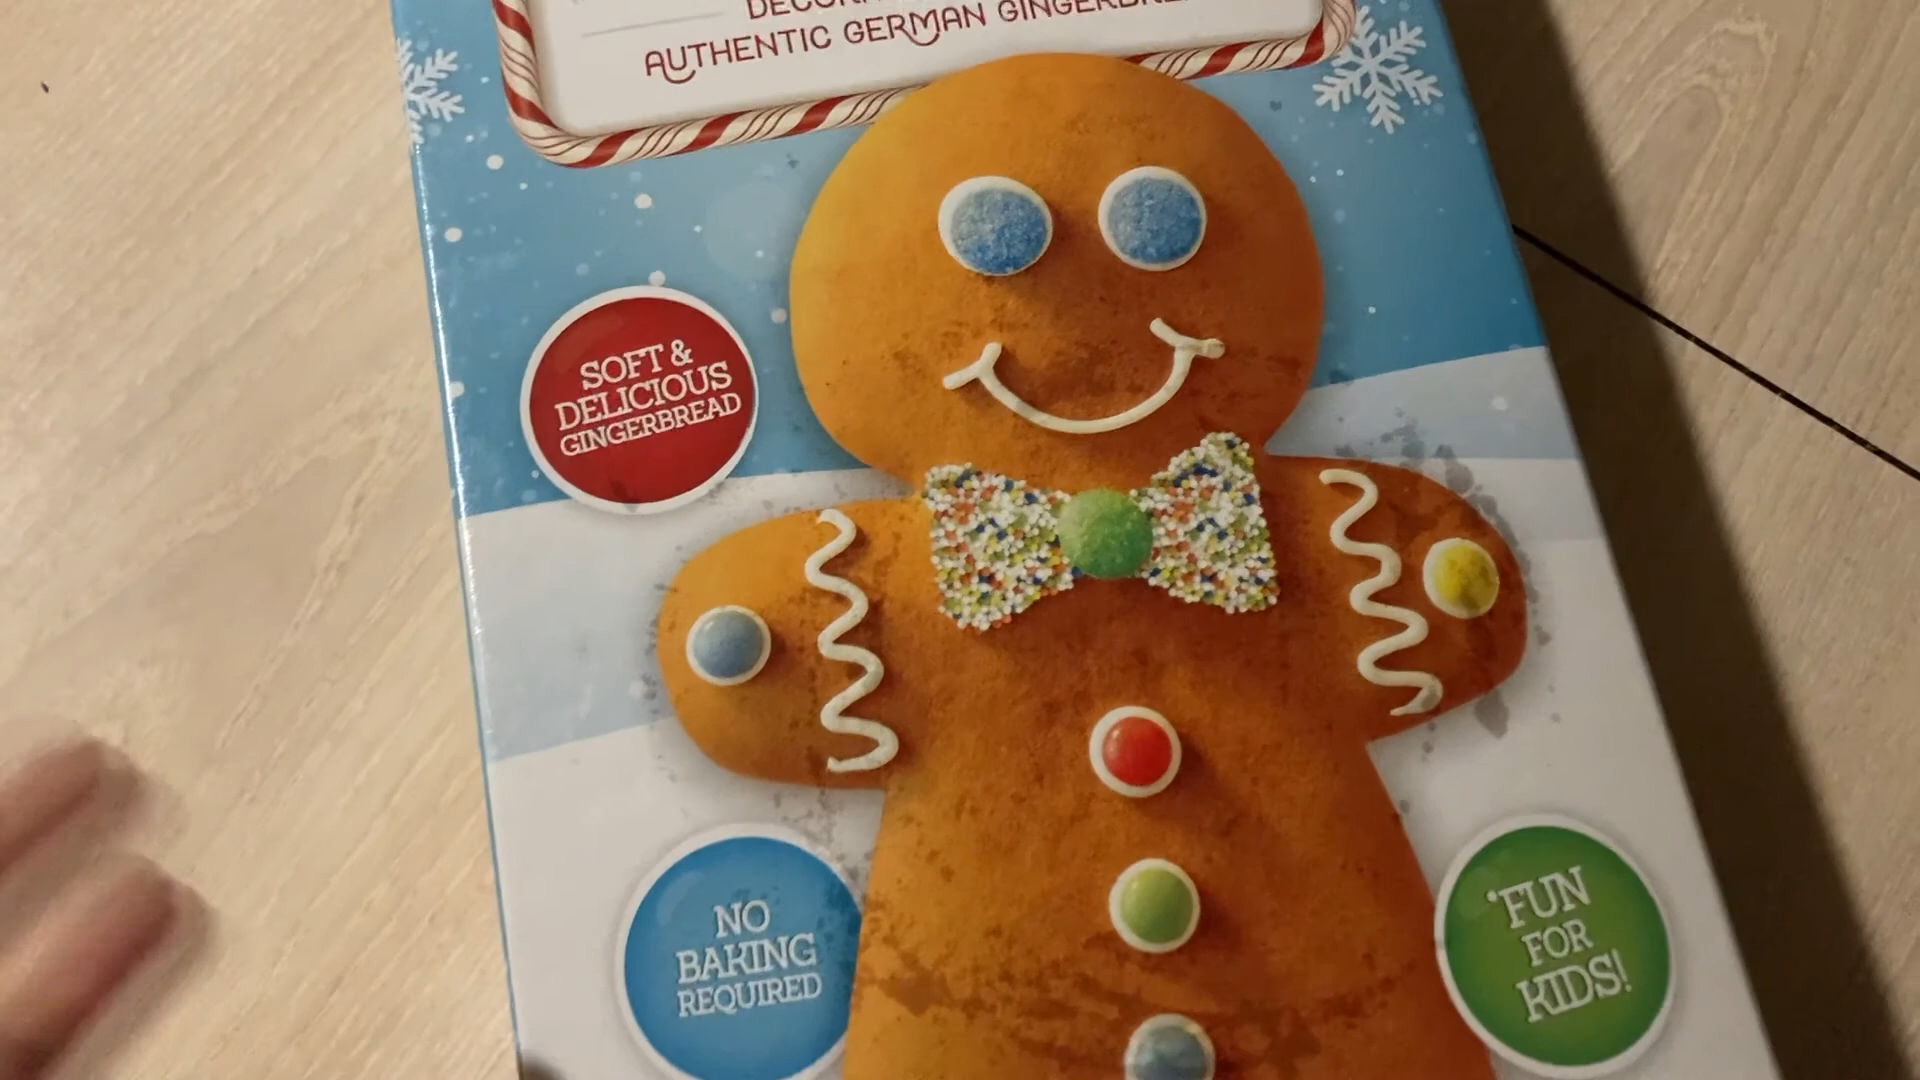 AUTHENTIC GERMAN
SOFT &
DELICIOUS
GINGERBREAD
NO
BAKING
REQUIRED
*FUN
FOR
KIDS!